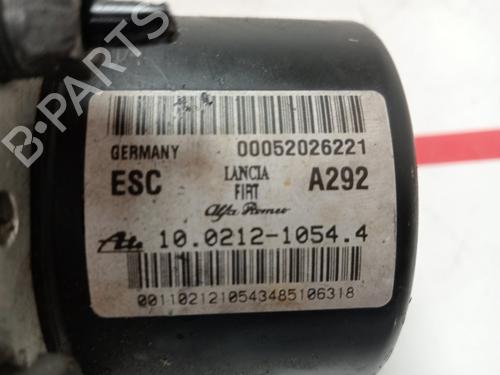 B-PARTS
GERMANY 00052026221
ESC LANCIA A292
FIAT
Alfa Romeo
Ate 10.0212-1054.4
00110212105434851063​18